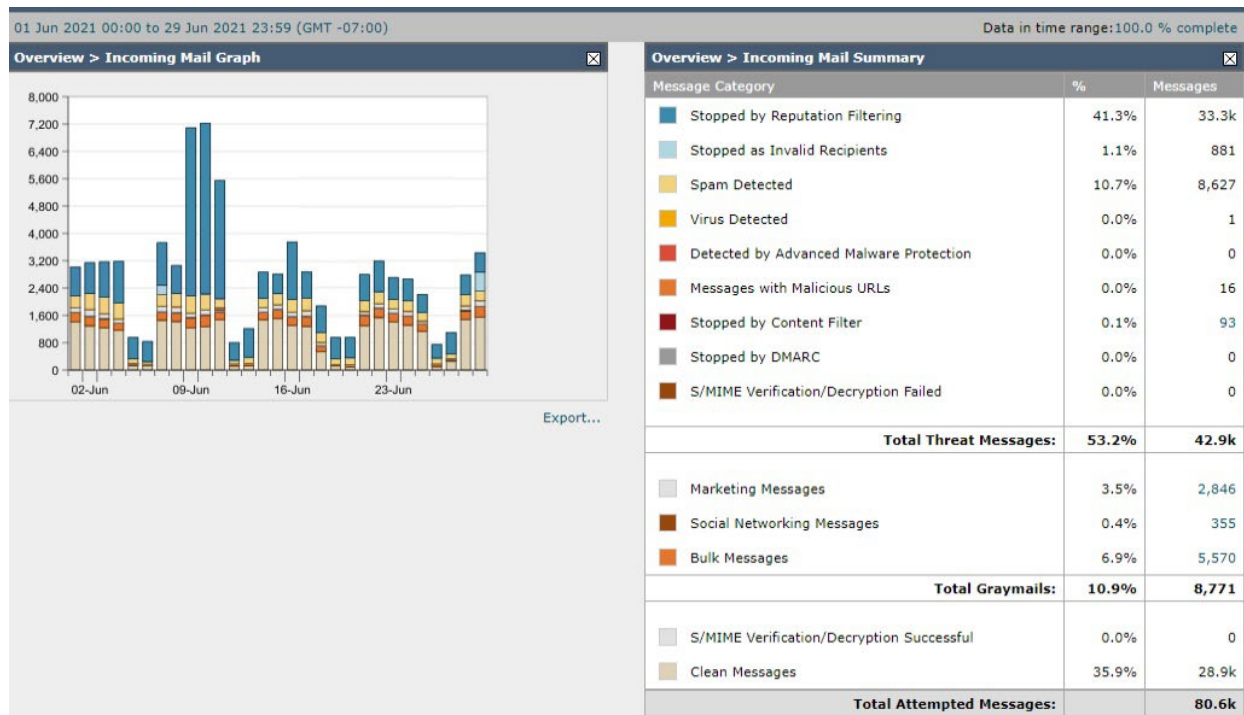 01 Jun 2021 00:00 to 29 Jun 2021 23:59 (GMT -07:00)
Data in time range:100.0 % complete
Overview > Incoming Mail Graph
8,000
7,200
6,400
5,600
4,800
4,000
3,200
2,400
1,600
800
0
02-Jun 09-Jun 16-Jun 23-Jun
Export...
Overview > Incoming Mail Summary
Message Category % Messages
Stopped by Reputation Filtering 41.3% 33.3k
Stopped as Invalid Recipients 1.1% 881
Spam Detected 10.7% 8,627
Virus Detected 0.0% 1
Detected by Advanced Malware Protection 0.0% 0
Messages with Malicious URLs 0.0% 16
Stopped by Content Filter 0.1% 93
Stopped by DMARC 0.0% 0
S/MIME Verification/Decryption Failed 0.0% 0
Total Threat Messages: 53.2% 42.9k
Marketing Messages 3.5% 2,846
Social Networking Messages 0.4% 355
Bulk Messages 6.9% 5,570
Total Graymails: 10.9% 8,771
S/MIME Verification/Decryption Successful 0.0% 0
Clean Messages 35.9% 28.9k
Total Attempted Messages: 80.6k